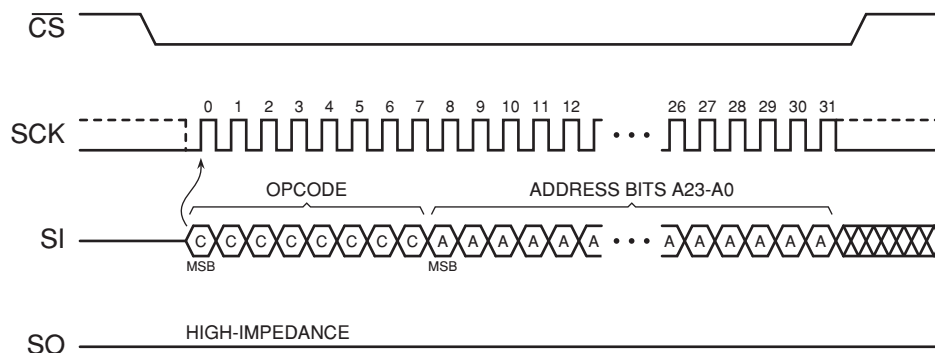 CS
SCK
0 1 2 3 4 5 6 7 8 9 10 11 12 26 27 28 29 30 31
• • •
OPCODE
ADDRESS BITS A23-A0
SI
C C C C C C C C A A A A A A • • • A A A A A A
MSB MSB
HIGH-IMPEDANCE
SO